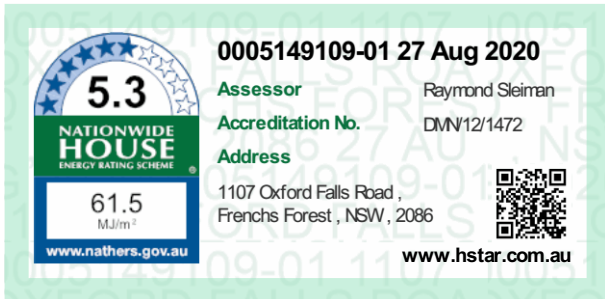 5.3
NATIONWIDE
HOUSE
ENERGY RATING SCHEME
®
61.5
MJ/m²
www.nathers.gov.au
0005149109-01 27 Aug 2020
Assessor Raymond Sleiman
Accreditation No. DMN/12/1472
Address
1107 Oxford Falls Road ,
Frenchs Forest , NSW , 2086
www.hstar.com.au